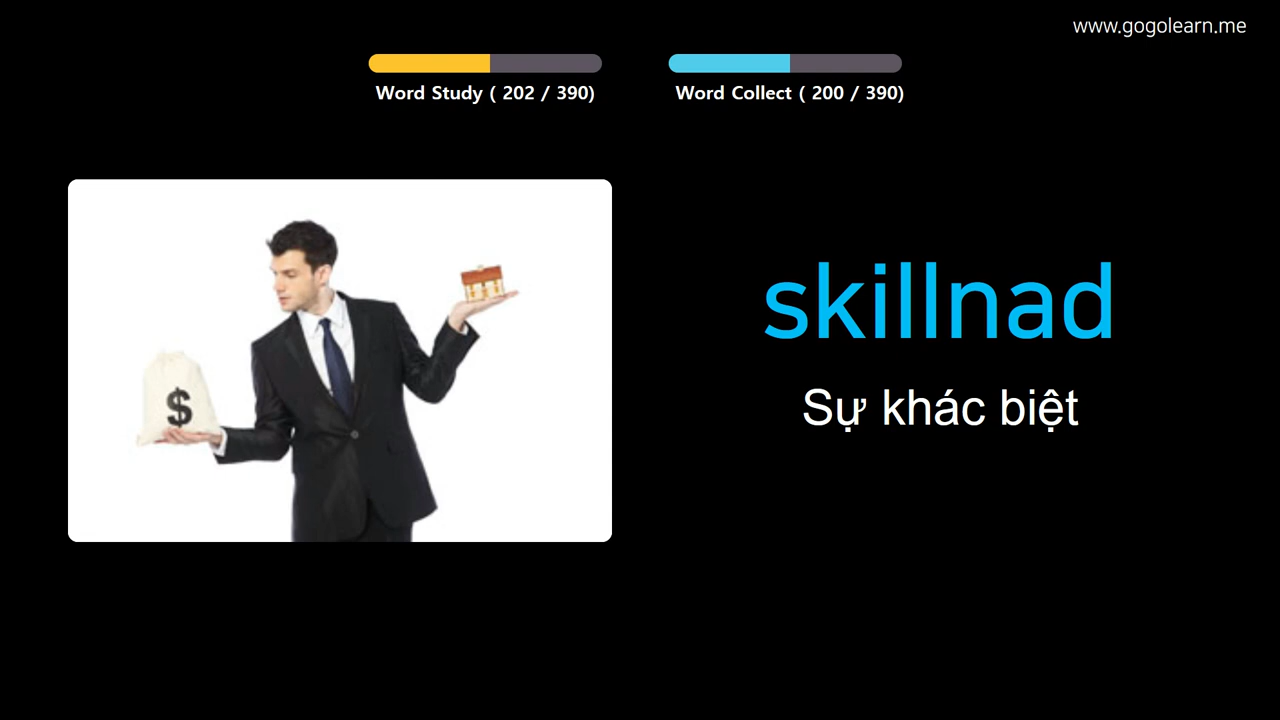 www.gogolearn.me
Word Study ( 202 / 390)
Word Collect ( 200 / 390)
$
skillnad
Sự khác biệt